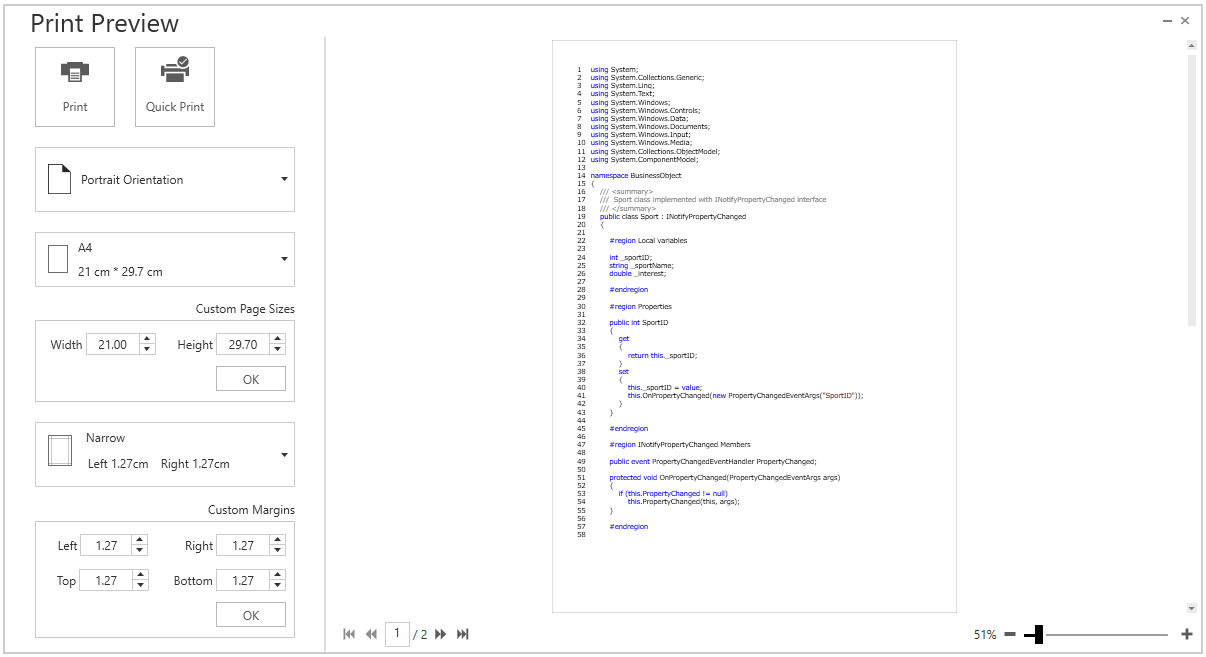 Print Preview
Print
Quick Print
Portrait Orientation
A4
21 cm * 29.7 cm
Custom Page Sizes
Width 21.00 Height 29.70
OK
Narrow
Left 1.27cm Right 1.27cm
Custom Margins
Left 1.27 Right 1.27
Top 1.27 Bottom 1.27
OK
1 using System;
2 using System.Collections.Generic;
3 using System.Linq;
4 using System.Text;
5 using System.Windows;
6 using System.Windows.Controls;
7 using System.Windows.Data;
8 using System.Windows.Documents;
9 using System.Windows.Input;
10 using System.Windows.Media;
11 using System.Collections.ObjectModel;
12 using System.ComponentModel;
13
14 namespace BusinessObject
15 {
16 /// <summary>
17 /// Sport class implemented with INotifyPropertyChanged interface
18 /// </summary>
19 public class Sport : INotifyPropertyChanged
20 {
21
22 #region Local variables
23
24 int _sportID;
25 string _sportName;
26 double _interest;
27
28 #endregion
29
30 #region Properties
31
32 public int SportID
33 {
34 get
35 {
36 return this._sportID;
37 }
38 set
39 {
40 this._sportID = value;
41 this.OnPropertyChanged(new PropertyChangedEventArgs("SportID"));
42 }
43 }
44
45 #endregion
46
47 #region INotifyPropertyChanged Members
48
49 public event PropertyChangedEventHandler PropertyChanged;
50
51 protected void OnPropertyChanged(PropertyChangedEventArgs args)
52 {
53 if (this.PropertyChanged != null)
54 this.PropertyChanged(this, args);
55 }
56
57 #endregion
58
1 / 2
51%